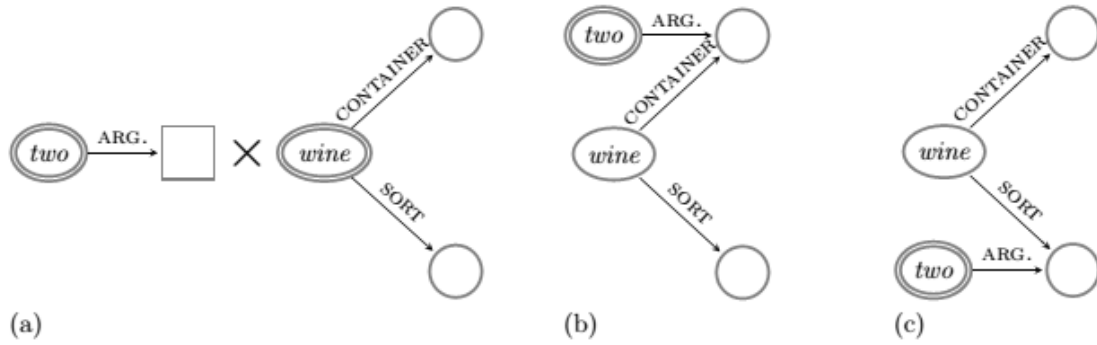 two
ARG.
×
wine
CONTAINER
SORT
(a)
two
ARG.
CONTAINER
wine
SORT
(b)
CONTAINER
wine
SORT
two
ARG.
(c)